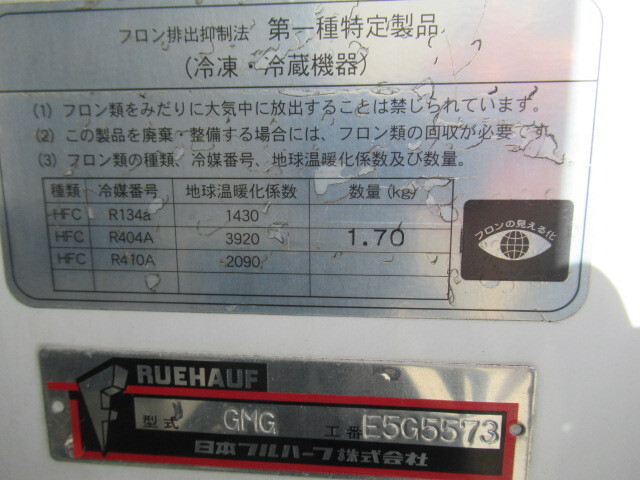 フロン排出抑制法 第一種特定製品
(冷凍・冷蔵機器)
(1) フロン類をみだりに大気中に放出することは禁じられています。
(2) この製品を廃棄・整備する場合には、フロン類の回収が必要です
(3) フロン類の種類、冷媒番号、地球温暖化係数及び数量。
種類 冷媒番号 地球温暖化係数 数量 (kg)
HFC R134a 1430
HFC R404A 3920 1.70
HFC R410A 2090
フロンの見える化
RUEHAUF
型式 GMG 工番 E5G5573
日本フルハーフ株式会社